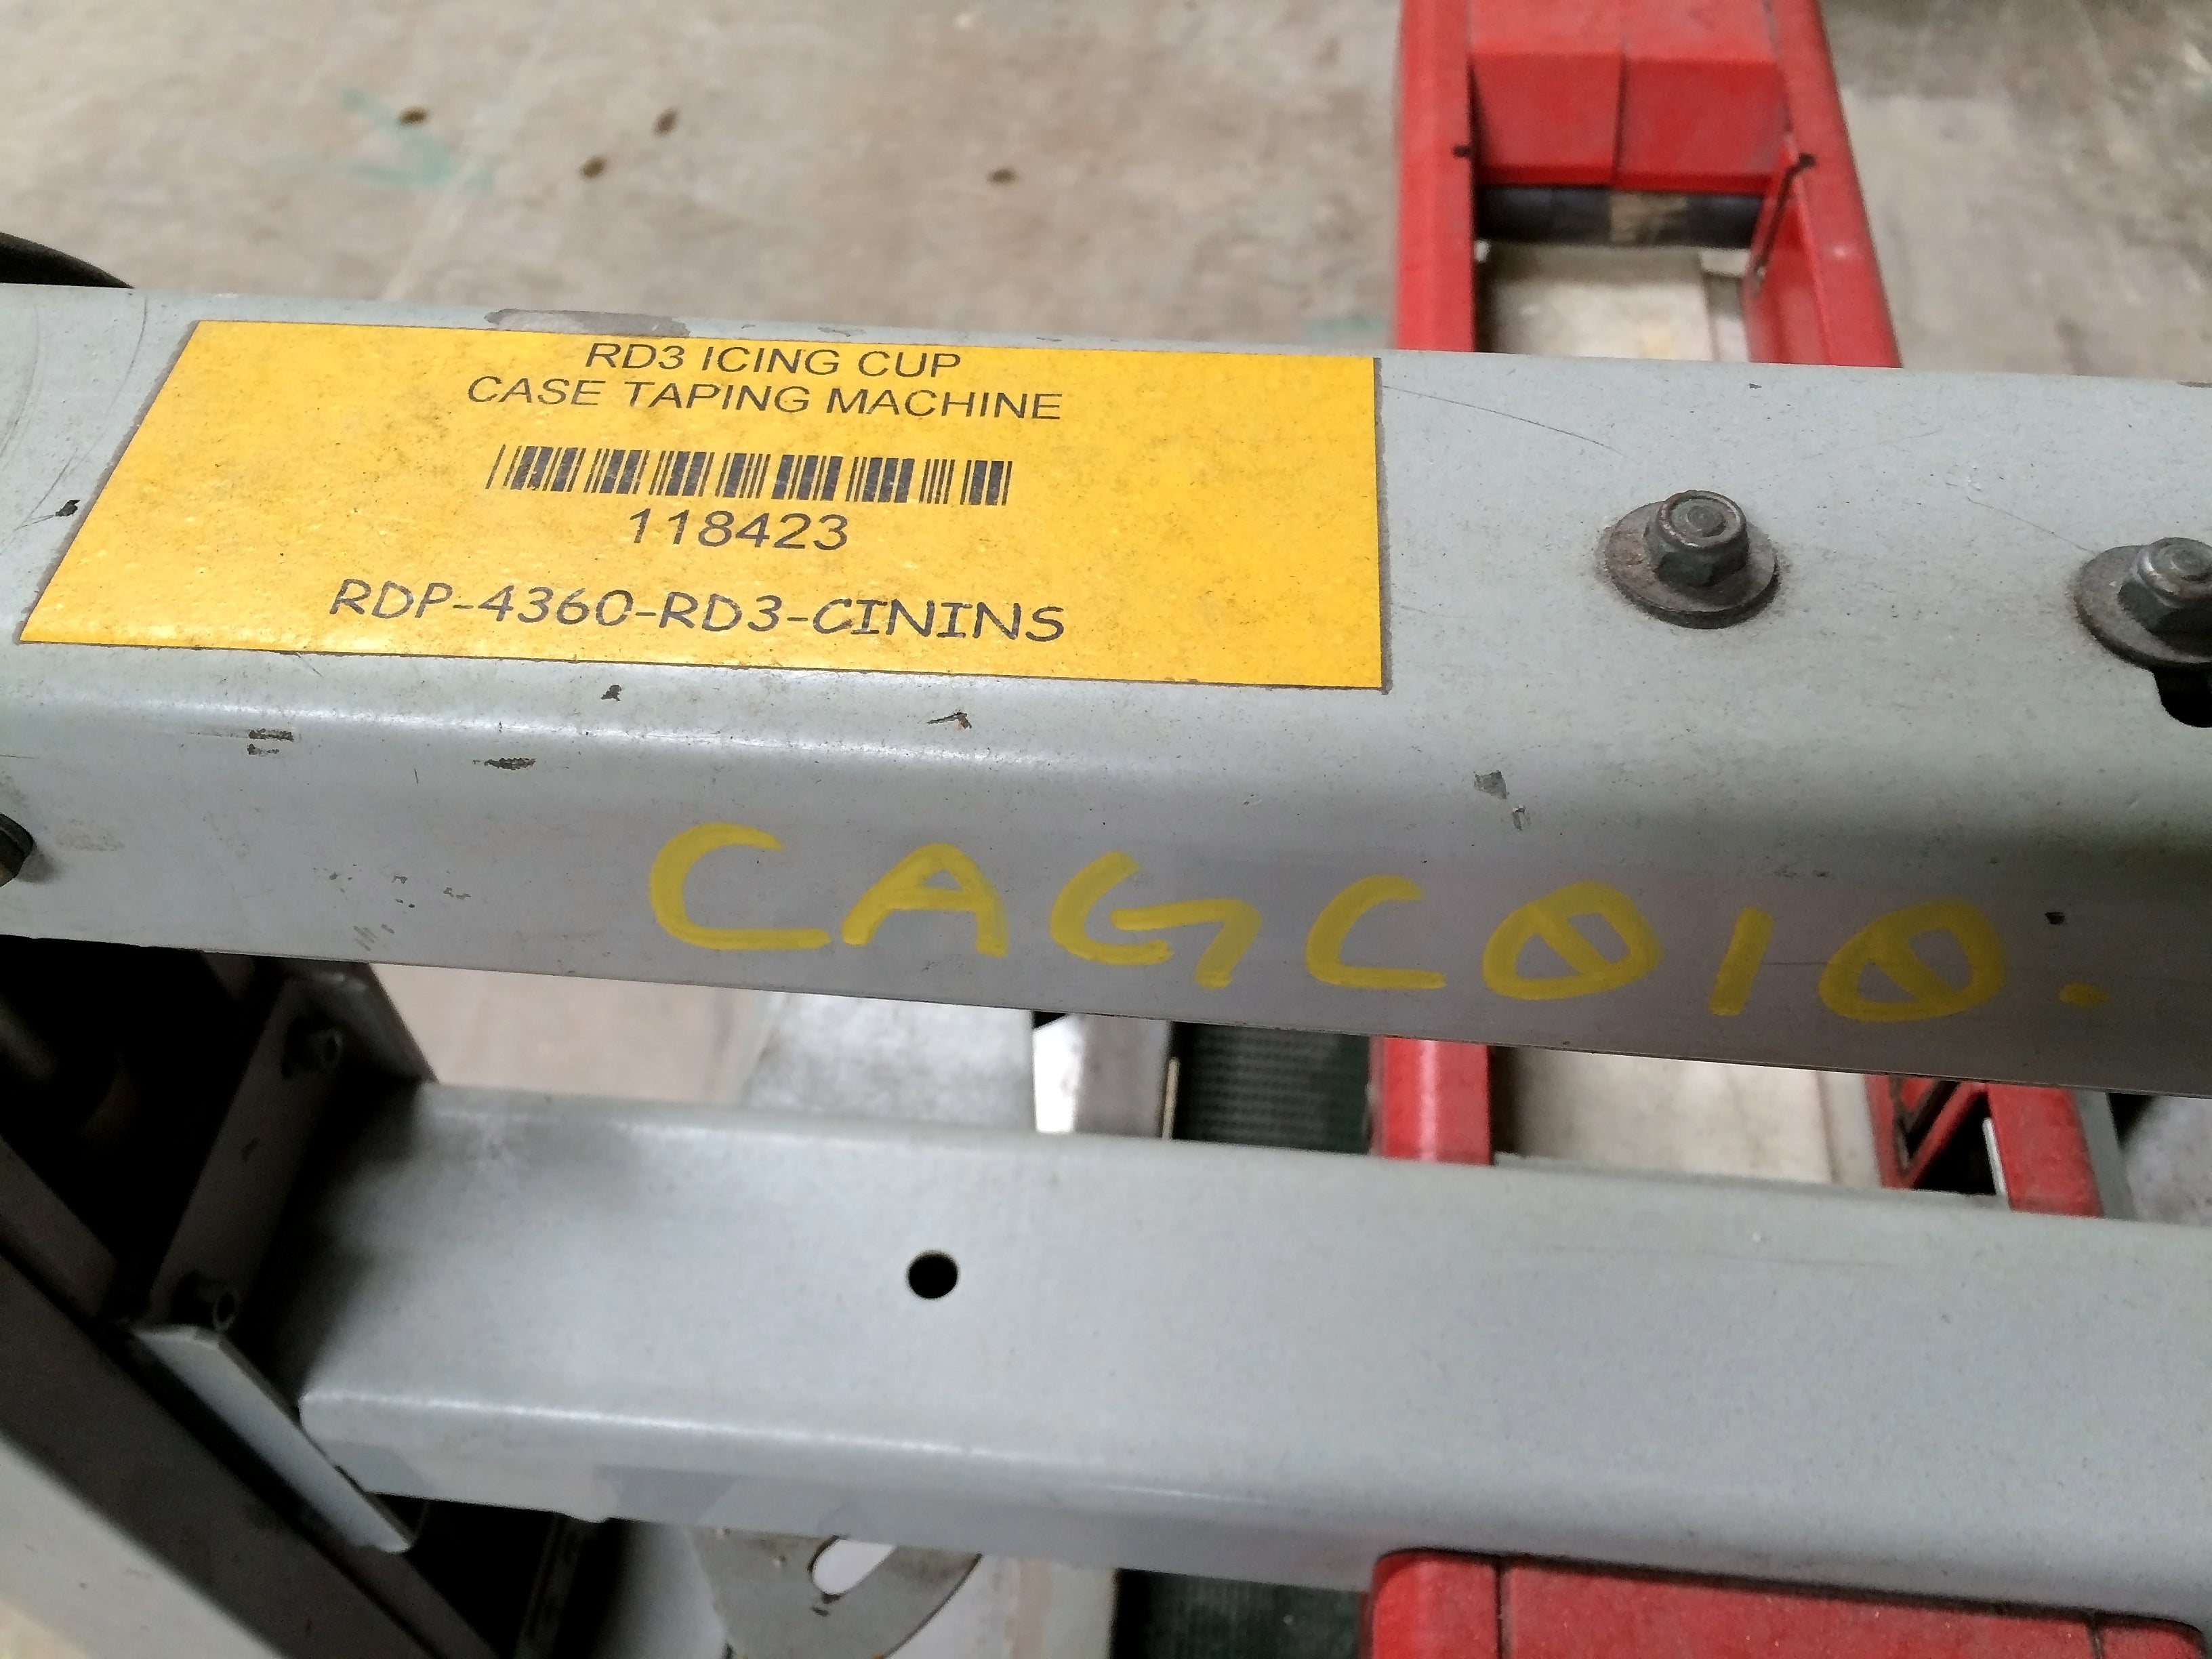 RD3 ICING CUP
CASE TAPING MACHINE
118423
RDP-4360-RD3-CININS
CAGC010.